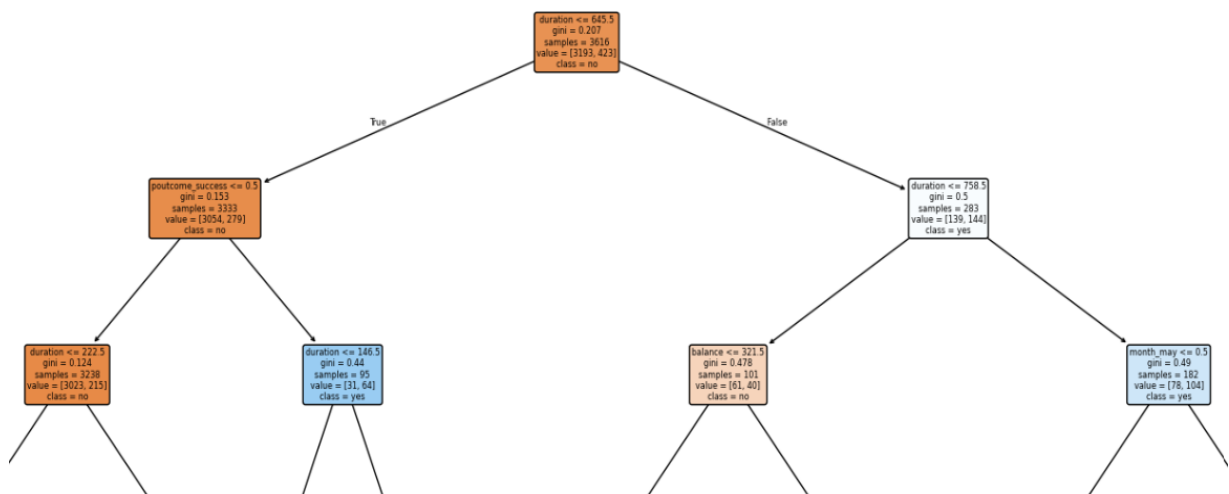 duration <= 645.5
gini = 0.207
samples = 3616
value = [3193, 423]
class = no
True
False
poutcome_success <= 0.5
gini = 0.153
samples = 3333
value = [3054, 279]
class = no
duration <= 758.5
gini = 0.5
samples = 283
value = [139, 144]
class = yes
duration <= 222.5
gini = 0.124
samples = 3238
value = [3023, 215]
class = no
duration <= 146.5
gini = 0.44
samples = 95
value = [31, 64]
class = yes
balance <= 321.5
gini = 0.478
samples = 101
value = [61, 40]
class = no
month_may <= 0.5
gini = 0.49
samples = 182
value = [78, 104]
class = yes